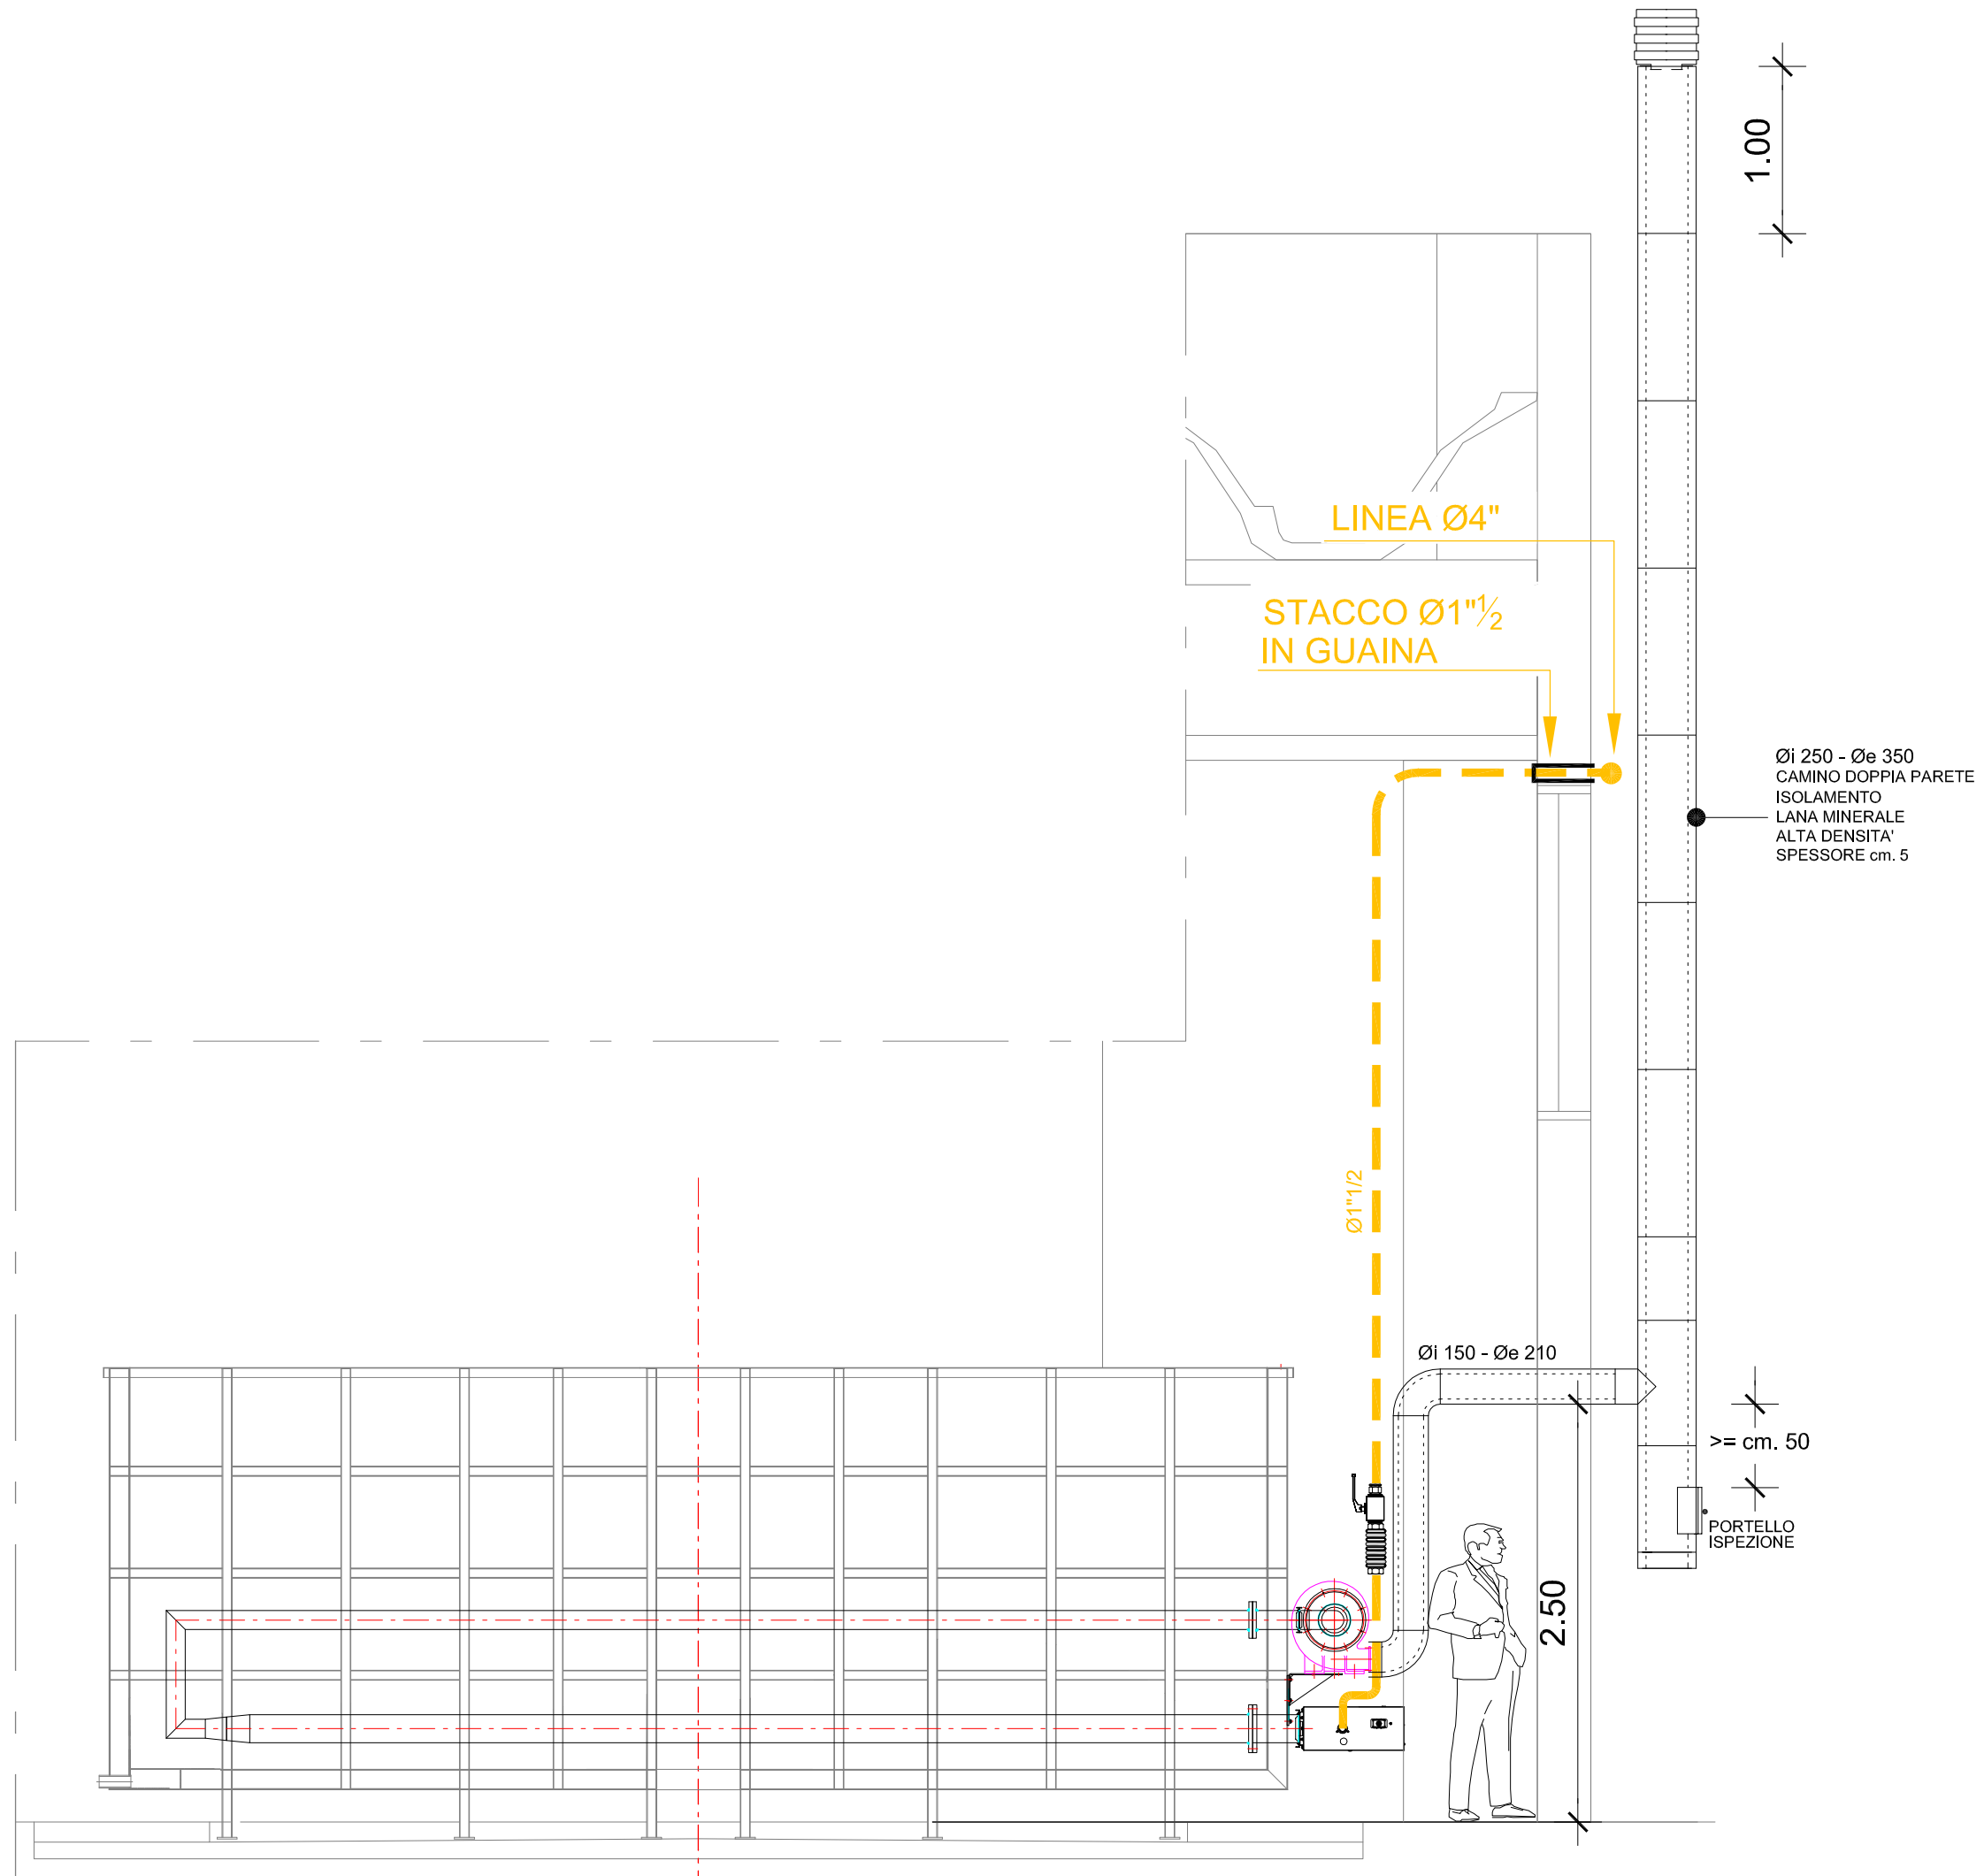 1.00
LINEA Ø4"
STACCO Ø1"½
IN GUAINA
Øi 250 - Øe 350
CAMINO DOPPIA PARETE
ISOLAMENTO
LANA MINERALE
ALTA DENSITA'
SPESSORE cm. 5
Ø1"1/2
Øi 150 - Øe 210
>= cm. 50
PORTELLO
ISPEZIONE
2.50